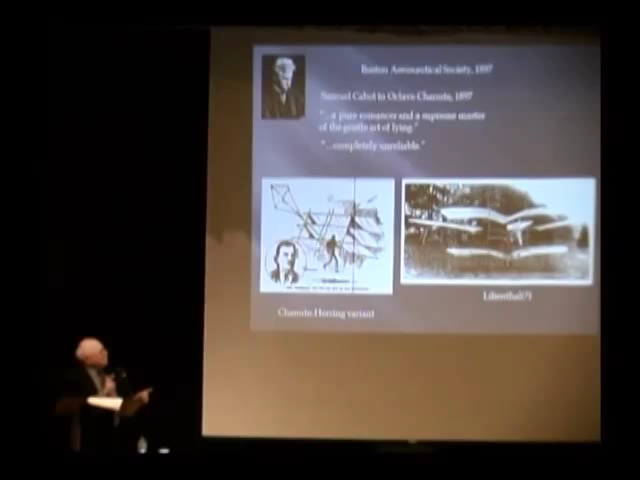 Boston Aeronautical Society, 1897
Samuel Cabot to Octave Chanute, 1897
"... a pure romancer and a supreme master
of the gentle art of lying."
"...completely unreliable."
Lilienthal(?)
Chanute-Herring variant